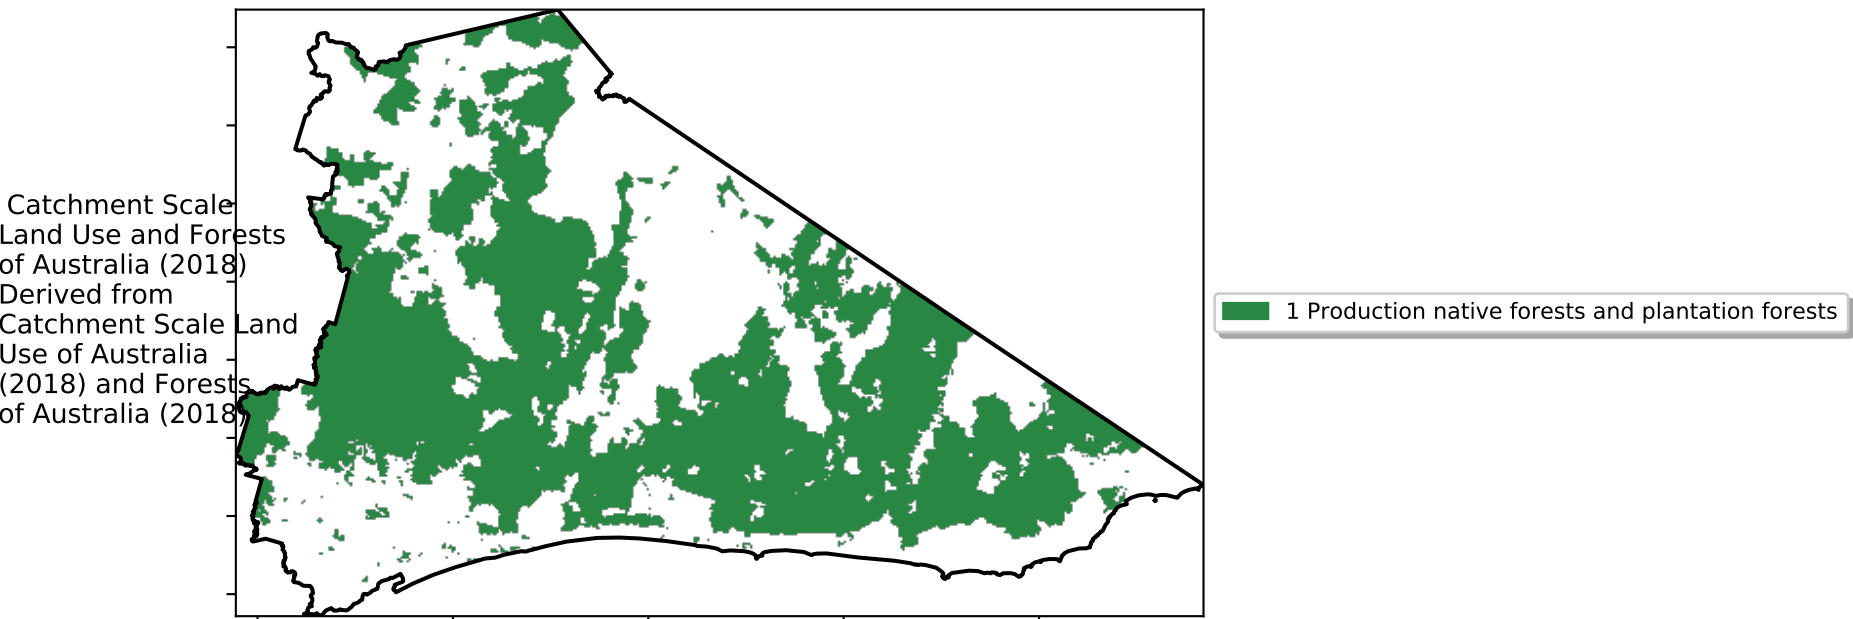 Catchment Scale
Land Use and Forests
of Australia (2018)
Derived from
Catchment Scale Land
Use of Australia
(2018) and Forests
of Australia (2018)
1 Production native forests and plantation forests